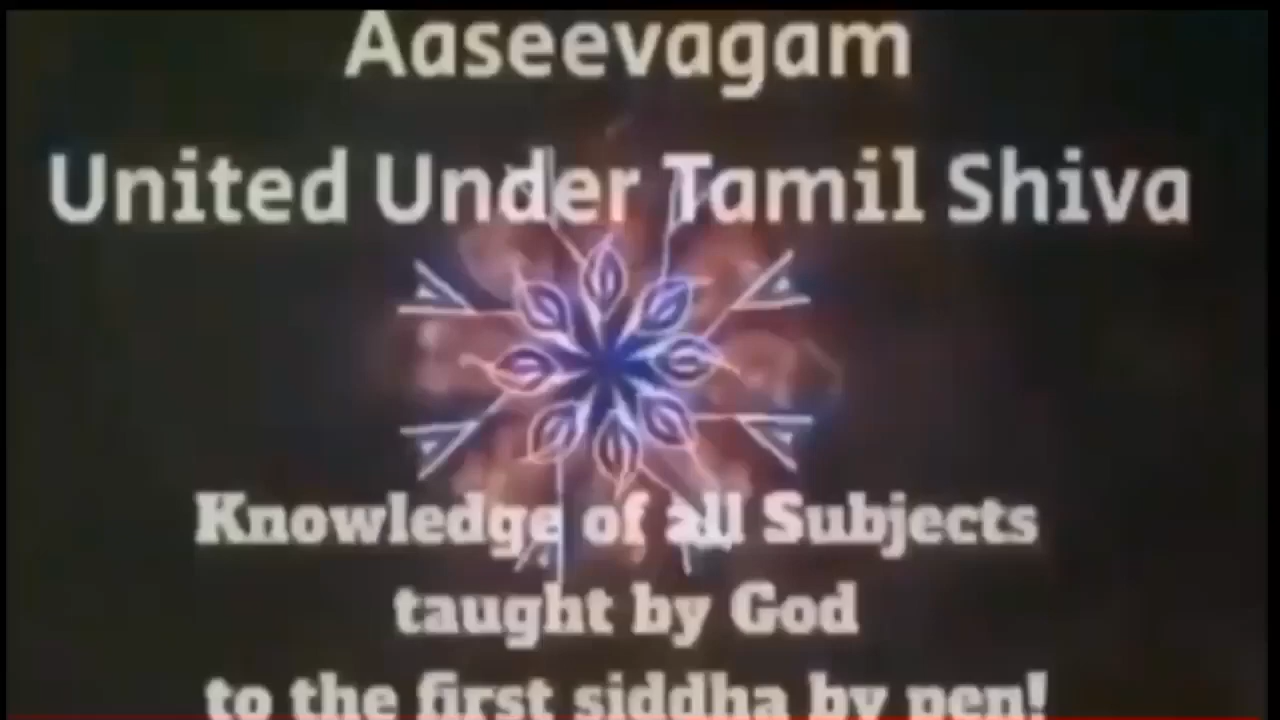 Aaseevagam
United Under Tamil Shiva
Knowledge of all Subjects
taught by God
to the first siddha by pen!